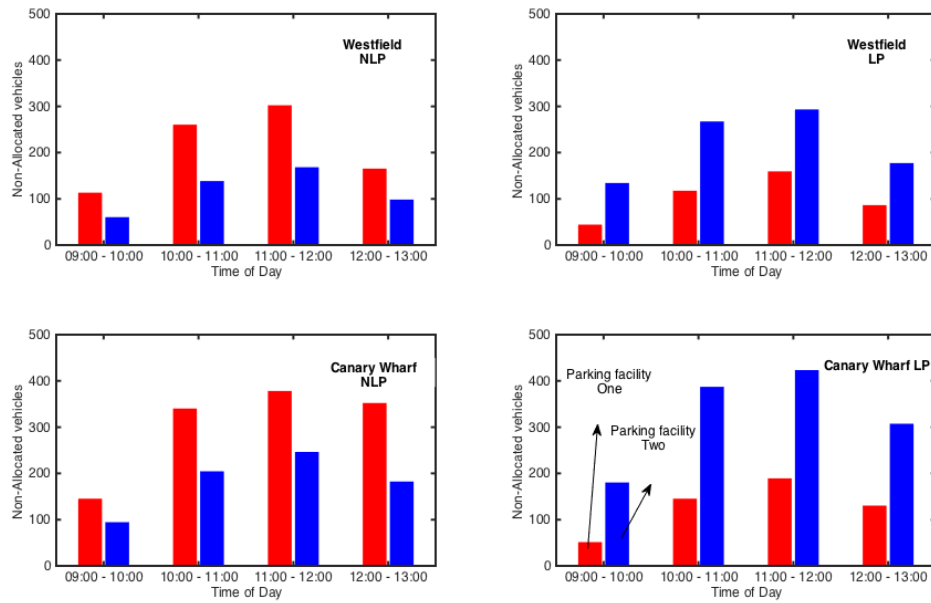 500
400
300
200
100
0
Non-Allocated vehicles
Westfield
NLP
09:00 - 10:00 10:00 - 11:00 11:00 - 12:00 12:00 - 13:00
Time of Day
500
400
300
200
100
0
Non-Allocated vehicles
Westfield
LP
09:00 - 10:00 10:00 - 11:00 11:00 - 12:00 12:00 - 13:00
Time of Day
500
400
300
200
100
0
Non-Allocated vehicles
Canary Wharf
NLP
09:00 - 10:00 10:00 - 11:00 11:00 - 12:00 12:00 - 13:00
Time of Day
500
400
300
200
100
0
Non-Allocated vehicles
Canary Wharf LP
Parking facility
One
Parking facility
Two
09:00 - 10:00 10:00 - 11:00 11:00 - 12:00 12:00 - 13:00
Time of Day